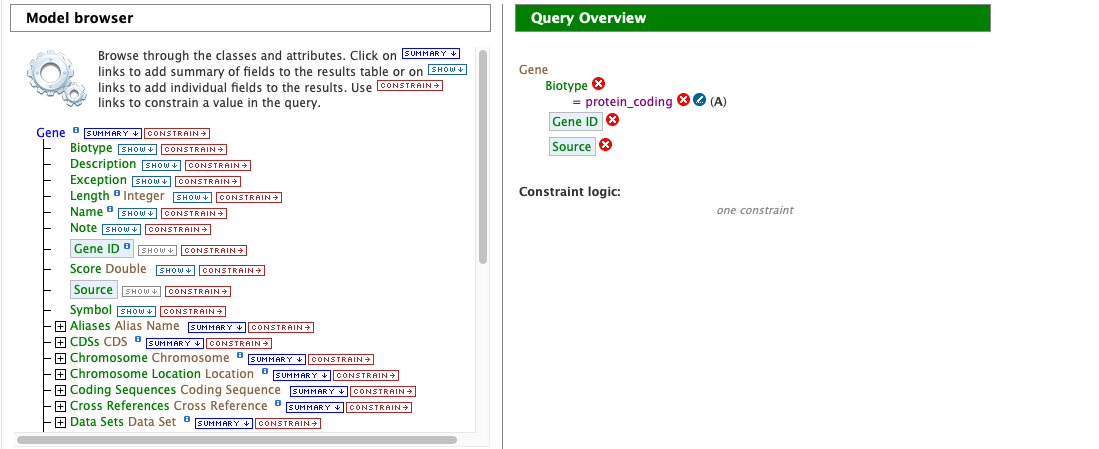 Model browser
Browse through the classes and attributes. Click on SUMMARY
links to add summary of fields to the results table or on SHOW
links to add individual fields to the results. Use CONSTRAIN
links to constrain a value in the query.
Gene SUMMARY CONSTRAIN
Biotype SHOW CONSTRAIN
Description SHOW CONSTRAIN
Exception SHOW CONSTRAIN
Length Integer SHOW CONSTRAIN
Name SHOW CONSTRAIN
Note SHOW CONSTRAIN
Gene ID SHOW CONSTRAIN
Score Double SHOW CONSTRAIN
Source SHOW CONSTRAIN
Symbol SHOW CONSTRAIN
Aliases Alias Name SUMMARY CONSTRAIN
CDSs CDS SUMMARY CONSTRAIN
Chromosome Chromosome SUMMARY CONSTRAIN
Chromosome Location Location SUMMARY CONSTRAIN
Coding Sequences Coding Sequence SUMMARY CONSTRAIN
Cross References Cross Reference SUMMARY CONSTRAIN
Data Sets Data Set SUMMARY CONSTRAIN
Query Overview
Gene
Biotype
= protein_coding (A)
Gene ID
Source
Constraint logic:
one constraint